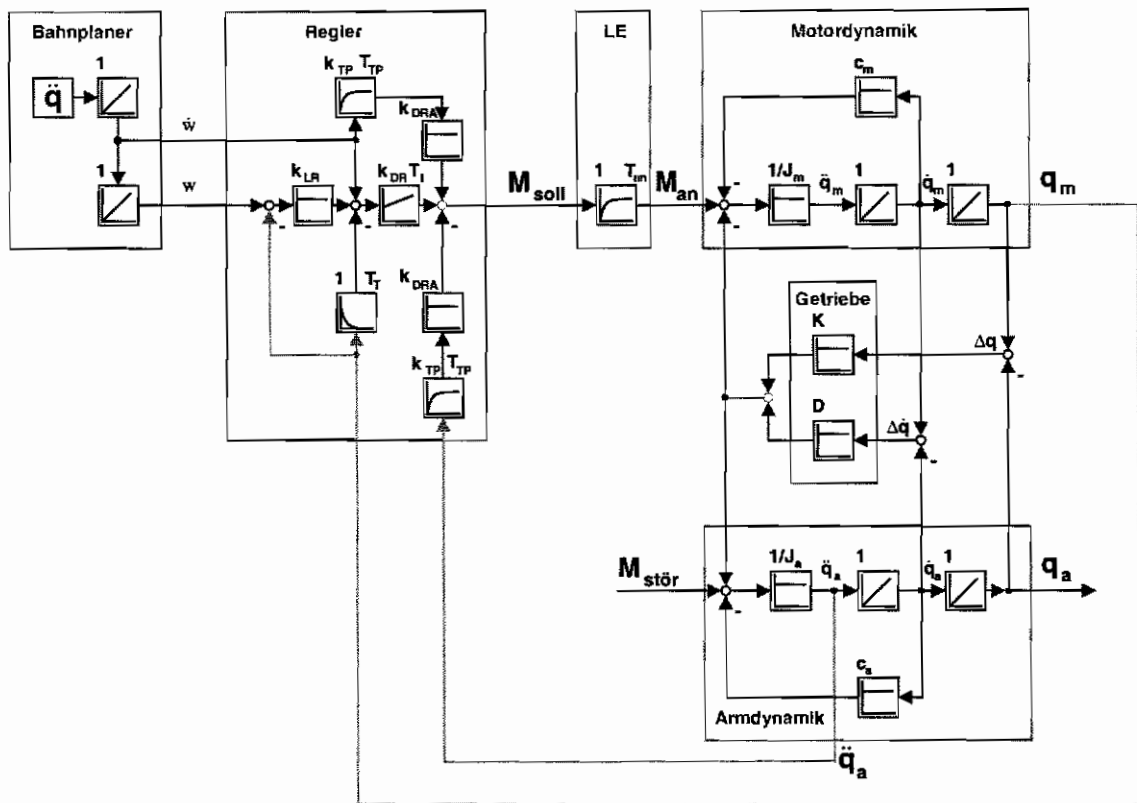 Bahnplaner
1
q̈
1
ẇ
w
Regler
k_TP T_TP
k_DRA
k_LR
k_DR T_I
-
-
-
1 T_T
k_DRA
k_TP T_TP
M_soll
LE
1 T_an
M_an
Motordynamik
c_m
-
-
1/J_m
q̈_m
1
q̇_m
1
q_m
Getriebe
K
Δq
-
D
Δq̇
-
M_stör
-
1/J_a
q̈_a
1
q̇_a
1
q_a
c_a
Armdynamik
q̈_a